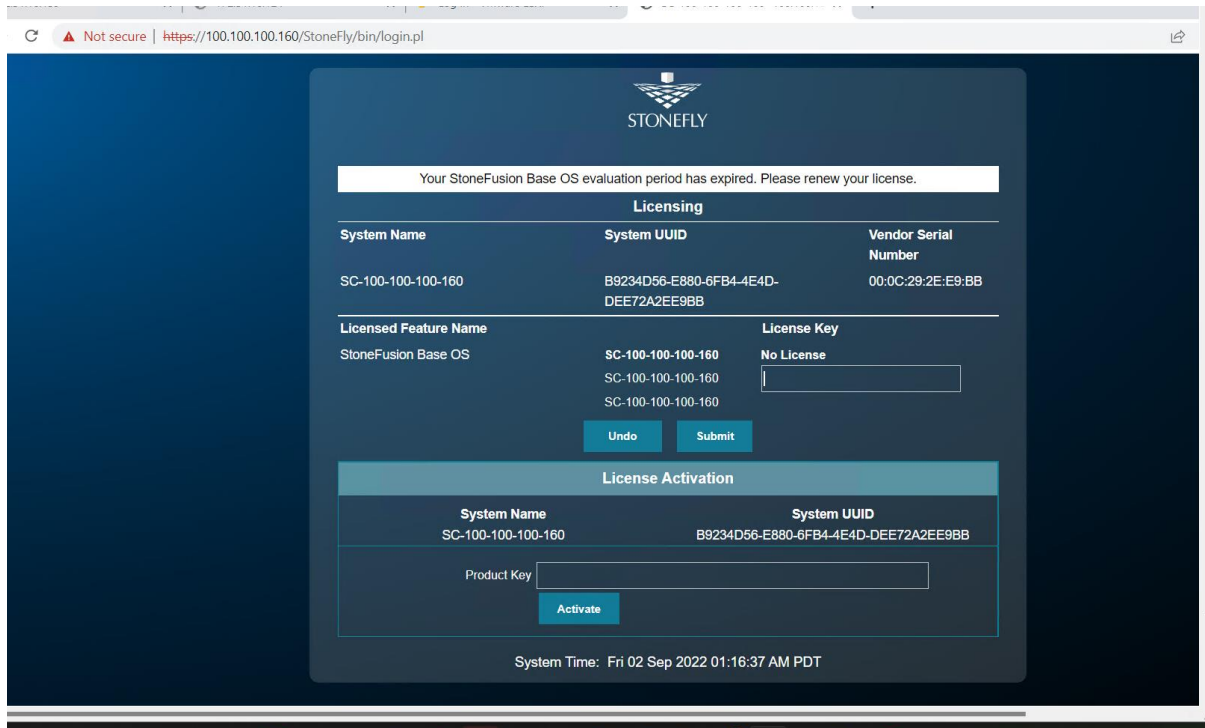 Not secure | https://100.100.100.160/StoneFly/bin/login.pl
STONEFLY
Your StoneFusion Base OS evaluation period has expired. Please renew your license.
Licensing
System Name System UUID Vendor Serial
Number
SC-100-100-100-160 B9234D56-E880-6FB4-4E4D- 00:0C:29:2E:E9:BB
DEE72A2EE9BB
Licensed Feature Name License Key
StoneFusion Base OS SC-100-100-100-160 No License
SC-100-100-100-160
SC-100-100-100-160
Undo Submit
License Activation
System Name System UUID
SC-100-100-100-160 B9234D56-E880-6FB4-4E4D-DEE72A2EE9BB
Product Key
Activate
System Time: Fri 02 Sep 2022 01:16:37 AM PDT